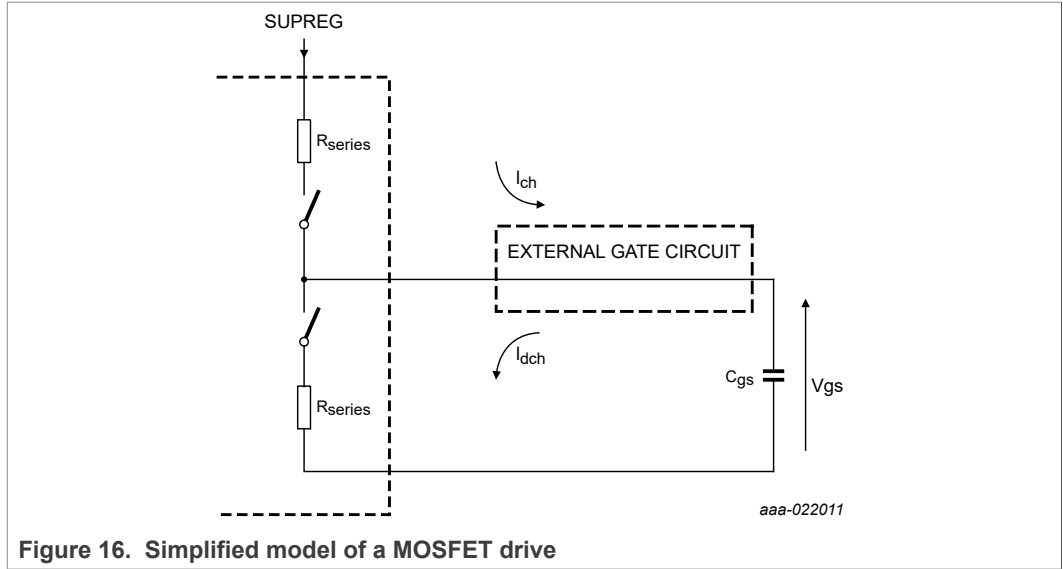 SUPREG
Rseries
Ich
EXTERNAL GATE CIRCUIT
Idch
Cgs
Vgs
Rseries
aaa-022011
Figure 16. Simplified model of a MOSFET drive